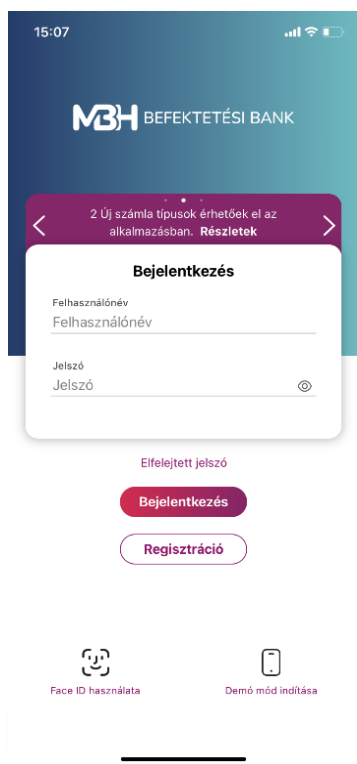 15:07
MBH BEFEKTETÉSI BANK
2 Új számla típusok érhetőek el az
alkalmazásban. Részletek
Bejelentkezés
Felhasználónév
Felhasználónév
Jelszó
Jelszó
Elfelejtett jelszó
Bejelentkezés
Regisztráció
Face ID használata
Demó mód indítása